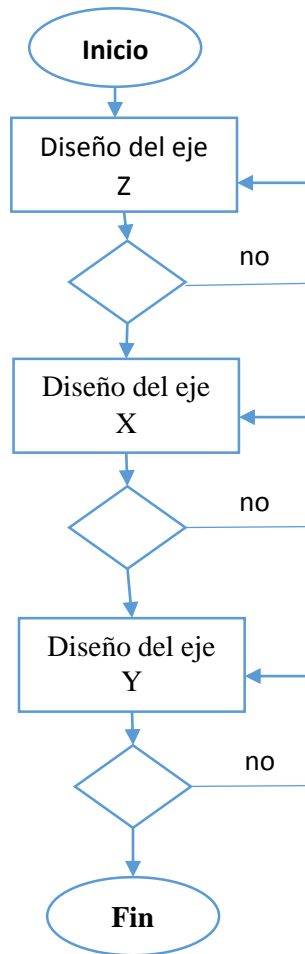 Inicio
Diseño del eje
Z
no
Diseño del eje
X
no
Diseño del eje
Y
no
Fin